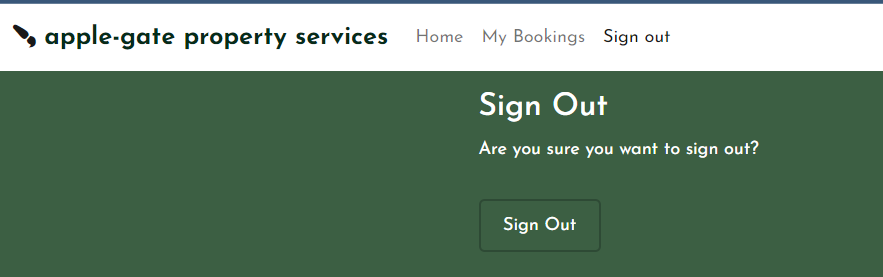 apple-gate property services Home My Bookings Sign out
Sign Out
Are you sure you want to sign out?
Sign Out